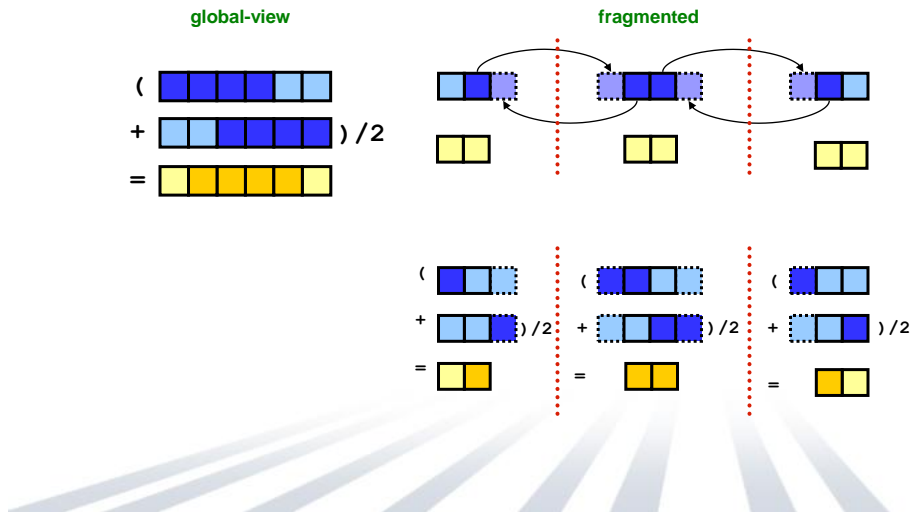 global-view
fragmented
(
+ )/2
=
( ( (
+ )/2 + )/2 + )/2
= = =